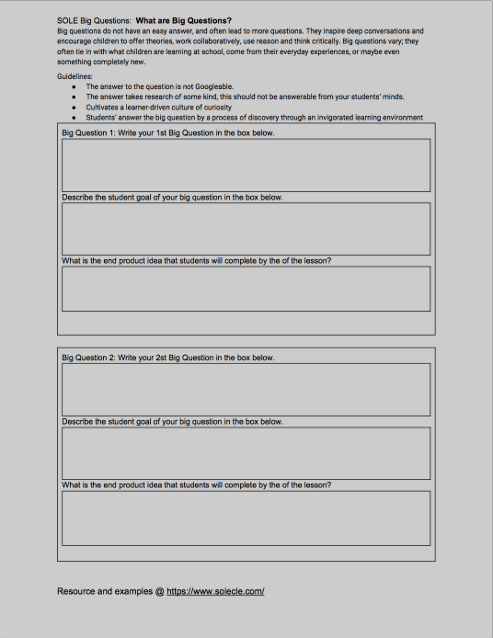 SOLE Big Questions:  What are Big Questions?
Big questions do not have an easy answer, and often lead to more questions. They inspire deep conversations and
encourage children to offer theories, work collaboratively, use reason and think critically. Big questions vary; they
often tie in with what children are learning at school, come from their everyday experiences, or maybe even
something completely new.
Guidelines:
● The answer to the question is not Googleable.
● The answer takes research of some kind, this should not be answerable from your students' minds.
● Cultivates a learner-driven culture of curiosity
● Students' answer the big question by a process of discovery through an invigorated learning environment
Big Question 1: Write your 1st Big Question in the box below.
Describe the student goal of your big question in the box below.
What is the end product idea that students will complete by the of the lesson?
Big Question 2: Write your 2st Big Question in the box below.
Describe the student goal of your big question in the box below.
What is the end product idea that students will complete by the of the lesson?
Resource and examples @ https://www.solecle.com/